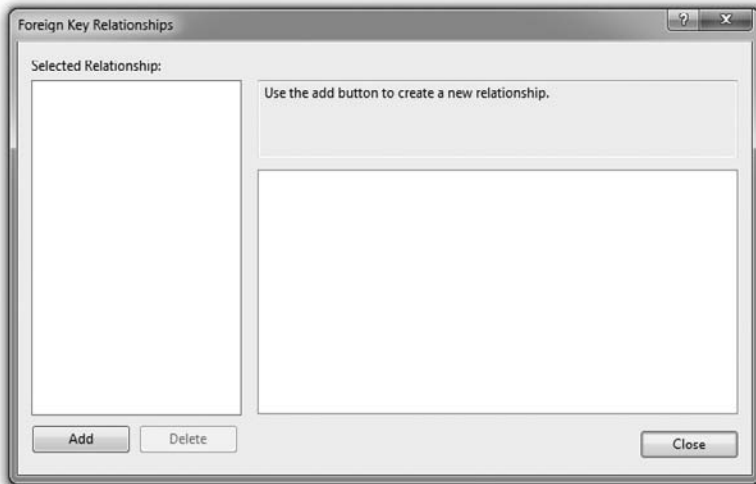 Foreign Key Relationships
Selected Relationship:
Use the add button to create a new relationship.
Add
Delete
Close